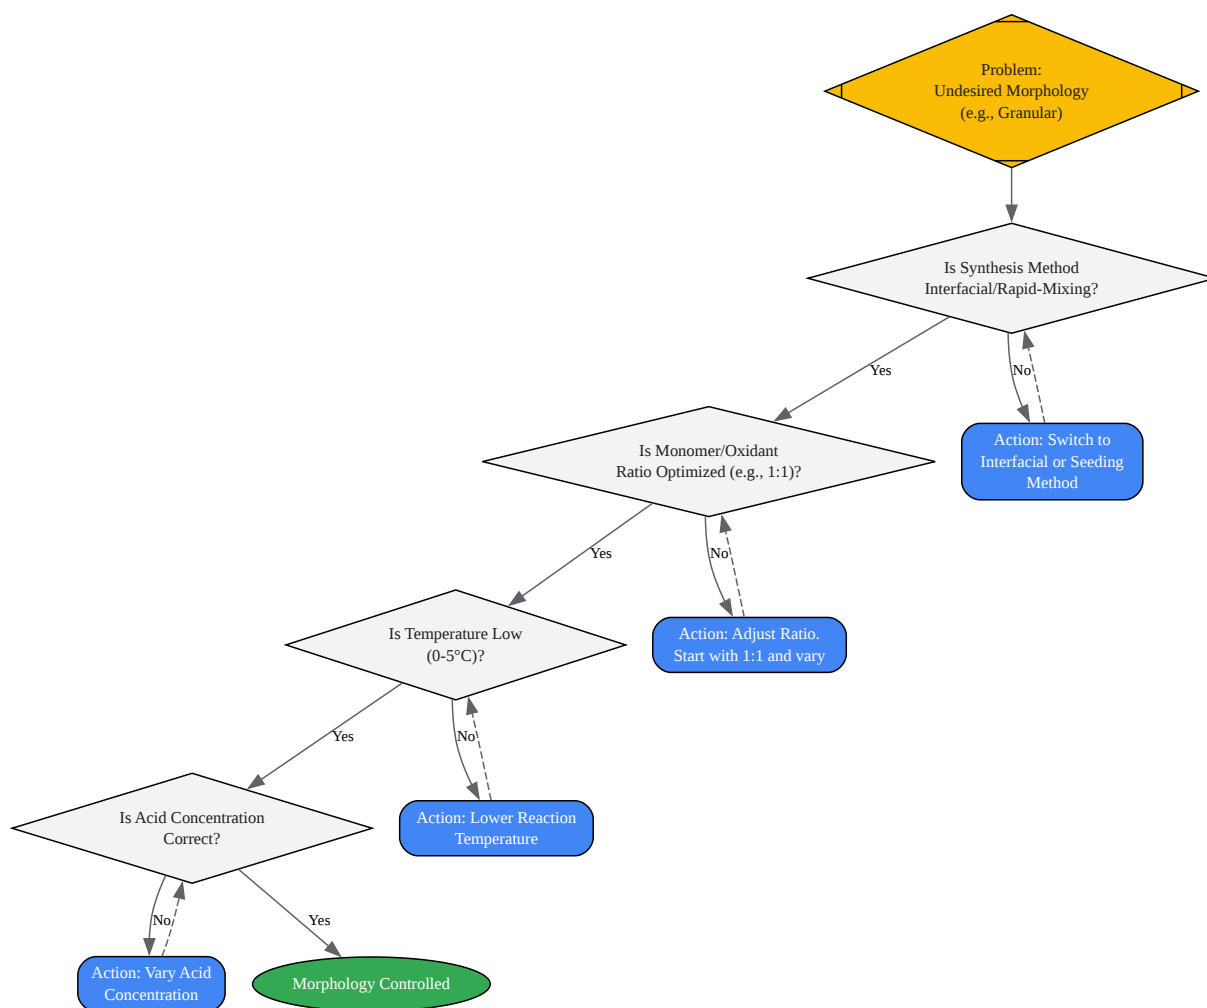 Problem:
Undesired Morphology
(e.g., Granular)
Is Synthesis Method
Interfacial/Rapid-Mixing?
Yes
No
Action: Switch to
Interfacial or Seeding
Method
Is Monomer/Oxidant
Ratio Optimized (e.g., 1:1)?
Yes
No
Action: Adjust Ratio.
Start with 1:1 and vary
Is Temperature Low
(0-5°C)?
Yes
No
Action: Lower Reaction
Temperature
Is Acid Concentration
Correct?
No
Yes
Action: Vary Acid
Concentration
Morphology Controlled